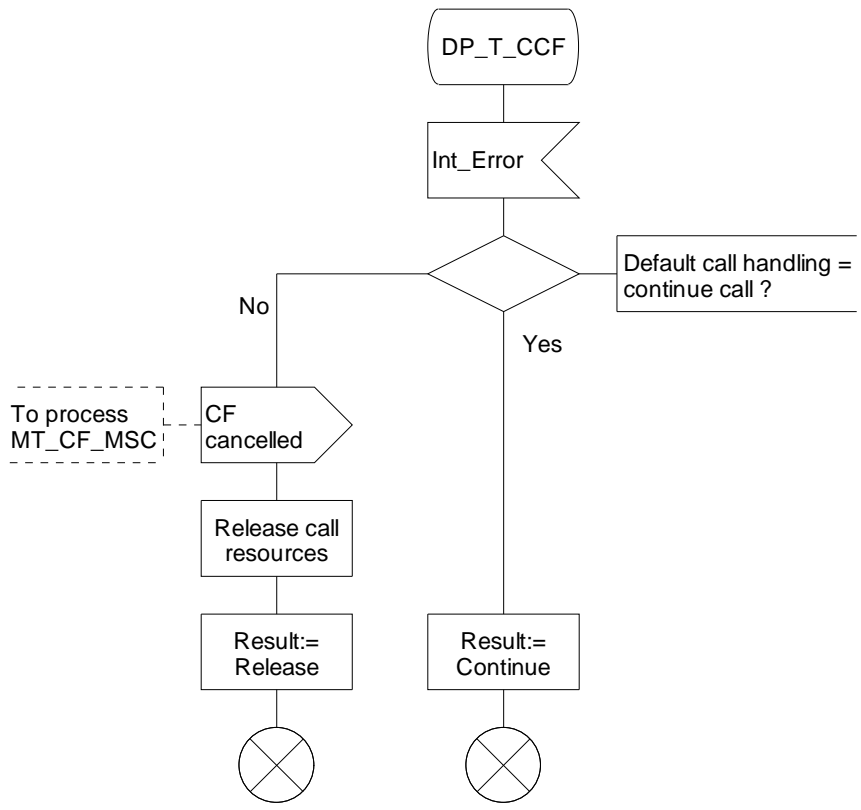 DP_T_CCF
Int_Error
Default call handling =
continue call ?
No
Yes
To process
MT_CF_MSC
CF
cancelled
Release call
resources
Result:=
Release
Result:=
Continue